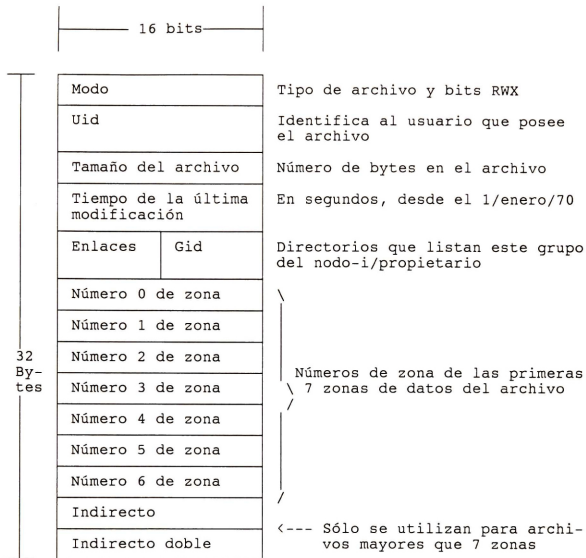 16 bits
Modo
Tipo de archivo y bits RWX
Uid
Identifica al usuario que posee
el archivo
Tamaño del archivo
Número de bytes en el archivo
Tiempo de la última
modificación
En segundos, desde el 1/enero/70
Enlaces
Gid
Directorios que listan este grupo
del nodo-i/propietario
Número 0 de zona
Número 1 de zona
Número 2 de zona
Número 3 de zona
Número 4 de zona
Número 5 de zona
Número 6 de zona
32
By-
tes
Números de zona de las primeras
7 zonas de datos del archivo
Indirecto
Indirecto doble
<--- Sólo se utilizan para archi-
vos mayores que 7 zonas